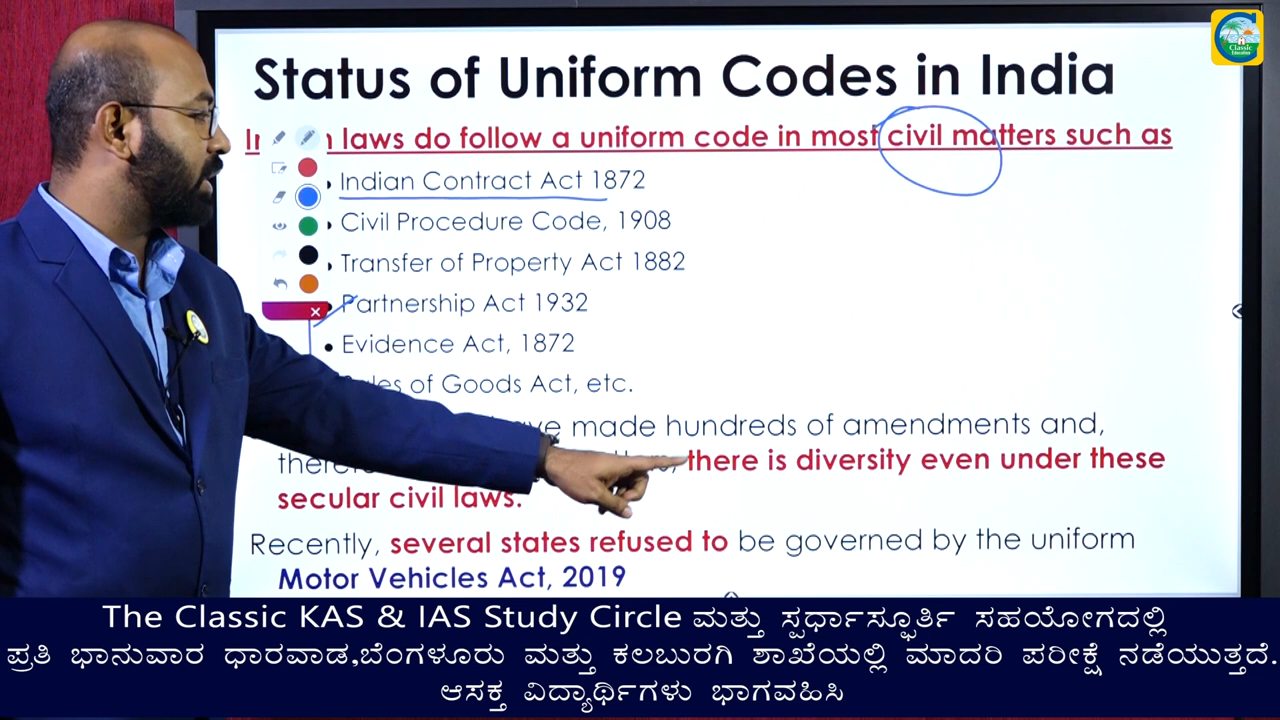 Classic
Education
Status of Uniform Codes in India
laws do follow a uniform code in most civil matters such as
• Indian Contract Act 1872
• Civil Procedure Code, 1908
• Transfer of Property Act 1882
• Partnership Act 1932
• Evidence Act, 1872
of Goods Act, etc.
made hundreds of amendments and,
there is diversity even under these
secular civil laws.
Recently, several states refused to be governed by the uniform
Motor Vehicles Act, 2019
The Classic KAS & IAS Study Circle ಮತ್ತು ಸ್ಪರ್ಧಾಸ್ಫೂರ್ತಿ ಸಹಯೋಗದಲ್ಲಿ
ಪ್ರತಿ ಭಾನುವಾರ ಧಾರವಾಡ,ಬೆಂಗಳೂರು ಮತ್ತು ಕಲಬುರಗಿ ಶಾಖೆಯಲ್ಲಿ ಮಾದರಿ ಪರೀಕ್ಷೆ ನಡೆಯುತ್ತದೆ.
ಆಸಕ್ತ ವಿದ್ಯಾರ್ಥಿಗಳು ಭಾಗವಹಿಸಿ